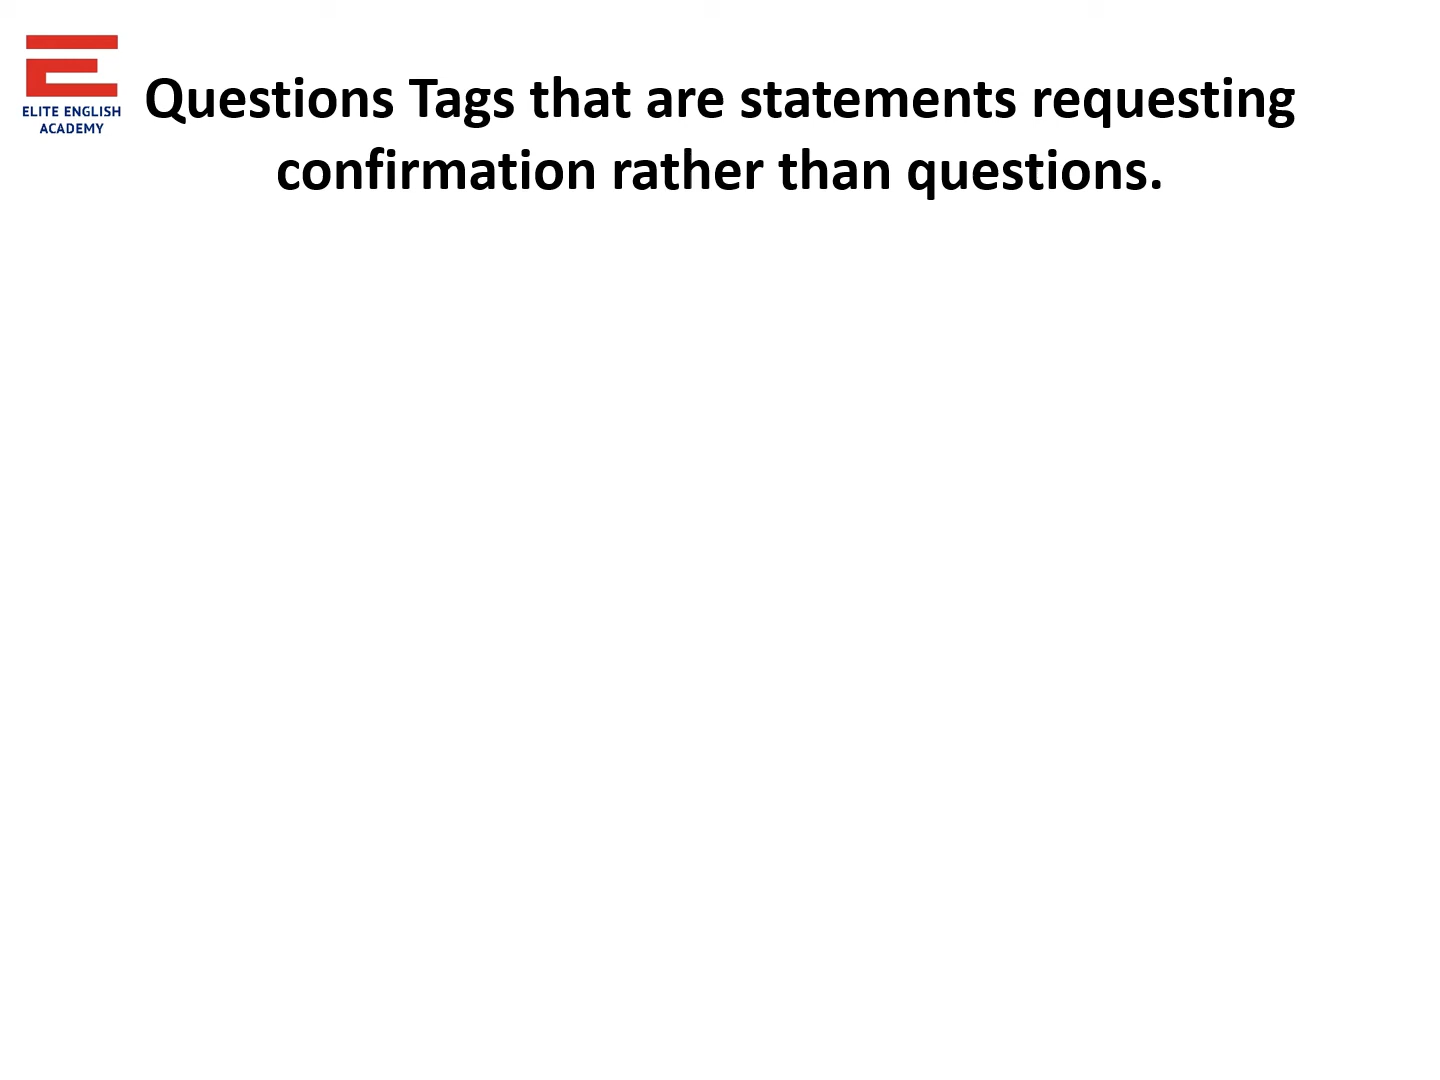 ELITE ENGLISH
ACADEMY
Questions Tags that are statements requesting
confirmation rather than questions.